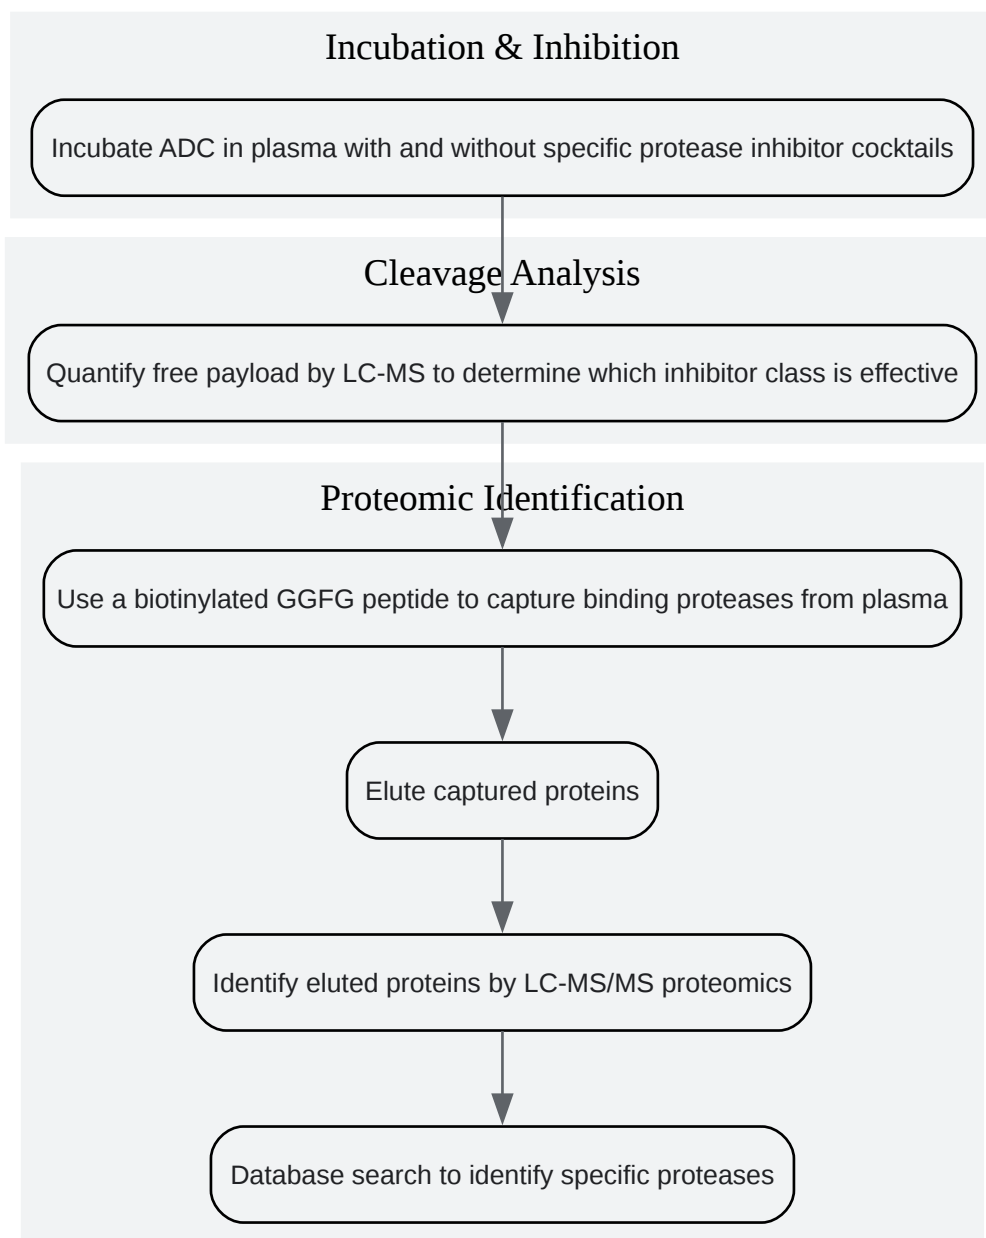 Incubation & Inhibition
Incubate ADC in plasma with and without specific protease inhibitor cocktails
Cleavage Analysis
Quantify free payload by LC-MS to determine which inhibitor class is effective
Proteomic Identification
Use a biotinylated GGFG peptide to capture binding proteases from plasma
Elute captured proteins
Identify eluted proteins by LC-MS/MS proteomics
Database search to identify specific proteases